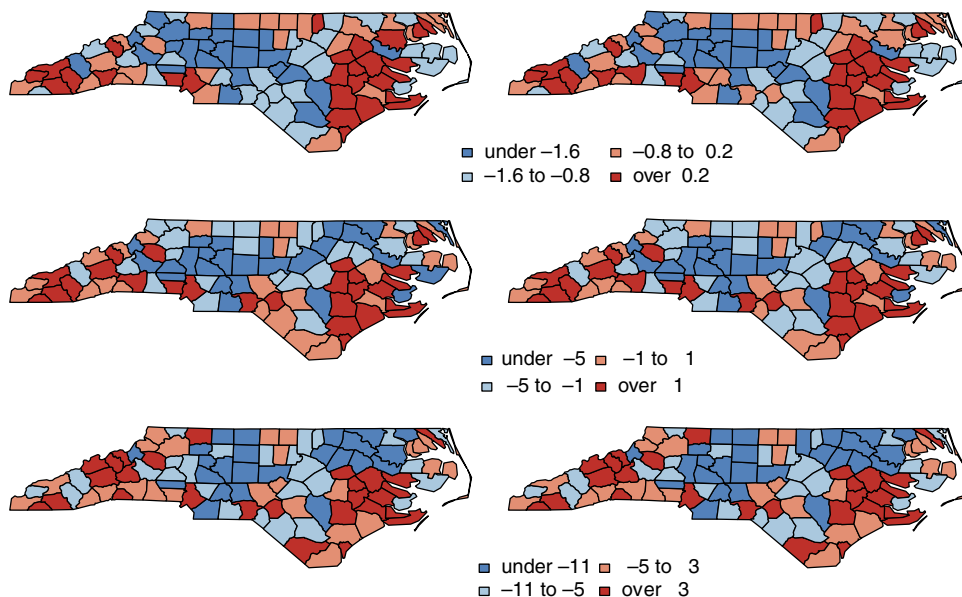 under –1.6 –0.8 to 0.2
–1.6 to –0.8 over 0.2
under –5 –1 to 1
–5 to –1 over 1
under –11 –5 to 3
–11 to –5 over 3